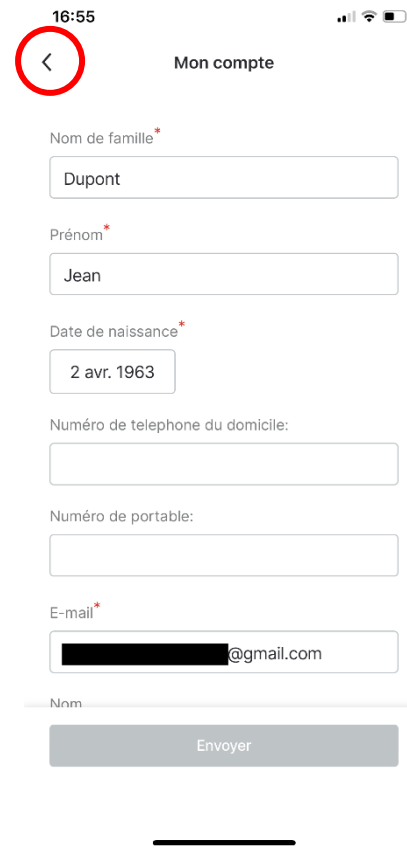 16:55
Mon compte
Nom de famille*
Dupont
Prénom*
Jean
Date de naissance*
2 avr. 1963
Numéro de telephone du domicile:
Numéro de portable:
E-mail*
@gmail.com
Nom
Envoyer